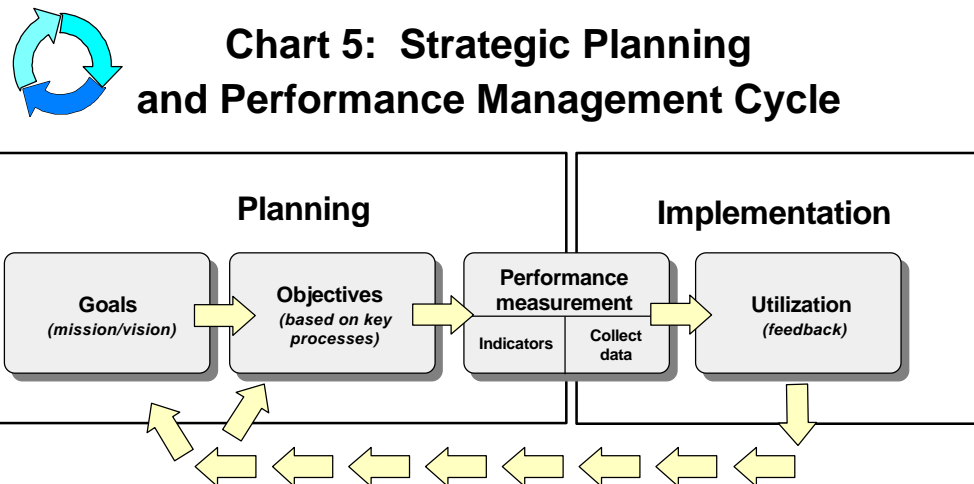 Chart 5: Strategic Planning
and Performance Management Cycle
Planning
Implementation
Goals
(mission/vision)
Objectives
(based on key
processes)
Performance
measurement
Indicators
Collect
data
Utilization
(feedback)